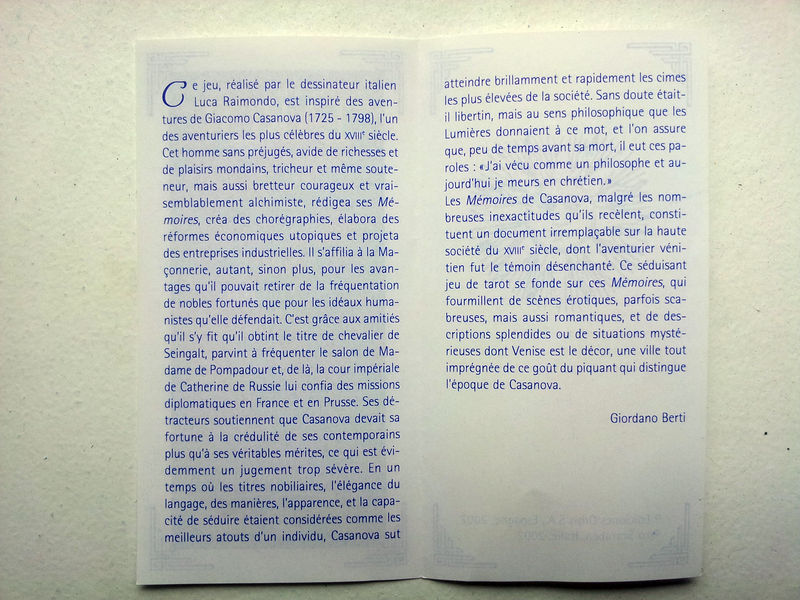 Ce jeu, réalisé par le dessinateur italien
Luca Raimondo, est inspiré des aven-
tures de Giacomo Casanova (1725 - 1798), l'un
des aventuriers les plus célèbres du XVIIIᵉ siècle.
Cet homme sans préjugés, avide de richesses et
de plaisirs mondains, tricheur et même soute-
neur, mais aussi bretteur courageux et vrai-
semblablement alchimiste, rédigea ses Mé-
moires, créa des chorégraphies, élabora des
réformes économiques utopiques et projeta
des entreprises industrielles. Il s'affilia à la Ma-
çonnerie, autant, sinon plus, pour les avan-
tages qu'il pouvait retirer de la fréquentation
de nobles fortunés que pour les idéaux huma-
nistes qu'elle défendait. C'est grâce aux amitiés
qu'il s'y fit qu'il obtint le titre de chevalier de
Seingalt, parvint à fréquenter le salon de Ma-
dame de Pompadour et, de là, la cour impériale
de Catherine de Russie lui confia des missions
diplomatiques en France et en Prusse. Ses dé-
tracteurs soutiennent que Casanova devait sa
fortune à la crédulité de ses contemporains
plus qu'à ses véritables mérites, ce qui est évi-
demment un jugement trop sévère. En un
temps où les titres nobiliaires, l'élégance du
langage, des manières, l'apparence, et la capa-
cité de séduire étaient considérées comme les
meilleurs atouts d'un individu, Casanova sut
atteindre brillamment et rapidement les cimes
les plus élevées de la société. Sans doute était-
il libertin, mais au sens philosophique que les
Lumières donnaient à ce mot, et l'on assure
que, peu de temps avant sa mort, il eut ces pa-
roles : «J'ai vécu comme un philosophe et au-
jourd'hui je meurs en chrétien.»
Les Mémoires de Casanova, malgré les nom-
breuses inexactitudes qu'ils recèlent, consti-
tuent un document irremplaçable sur la haute
société du XVIIIᵉ siècle, dont l'aventurier véni-
tien fut le témoin désenchanté. Ce séduisant
jeu de tarot se fonde sur ces Mémoires, qui
fourmillent de scènes érotiques, parfois sca-
breuses, mais aussi romantiques, et de des-
criptions splendides ou de situations mysté-
rieuses dont Venise est le décor, une ville tout
imprégnée de ce goût du piquant qui distingue
l'époque de Casanova.
Giordano Berti